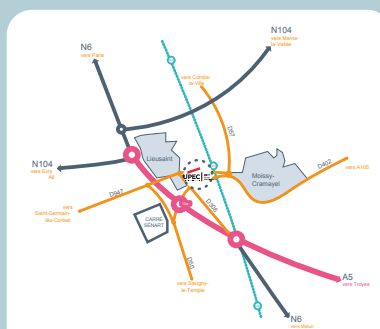 N104
vers Marne-
la-Vallée
N6
vers Paris
vers Combs-
la-Ville
D57
Lieusaint
D402
N104
vers Evry
A6
UPEC
Moissy-
Cramayel
vers A105
D947
vers
Saint-Germain-
lès-Corbeil
D306
CARRÉ
SÉNART
D50
vers Savigny-
le-Temple
A5
vers Troyes
N6
vers Melun